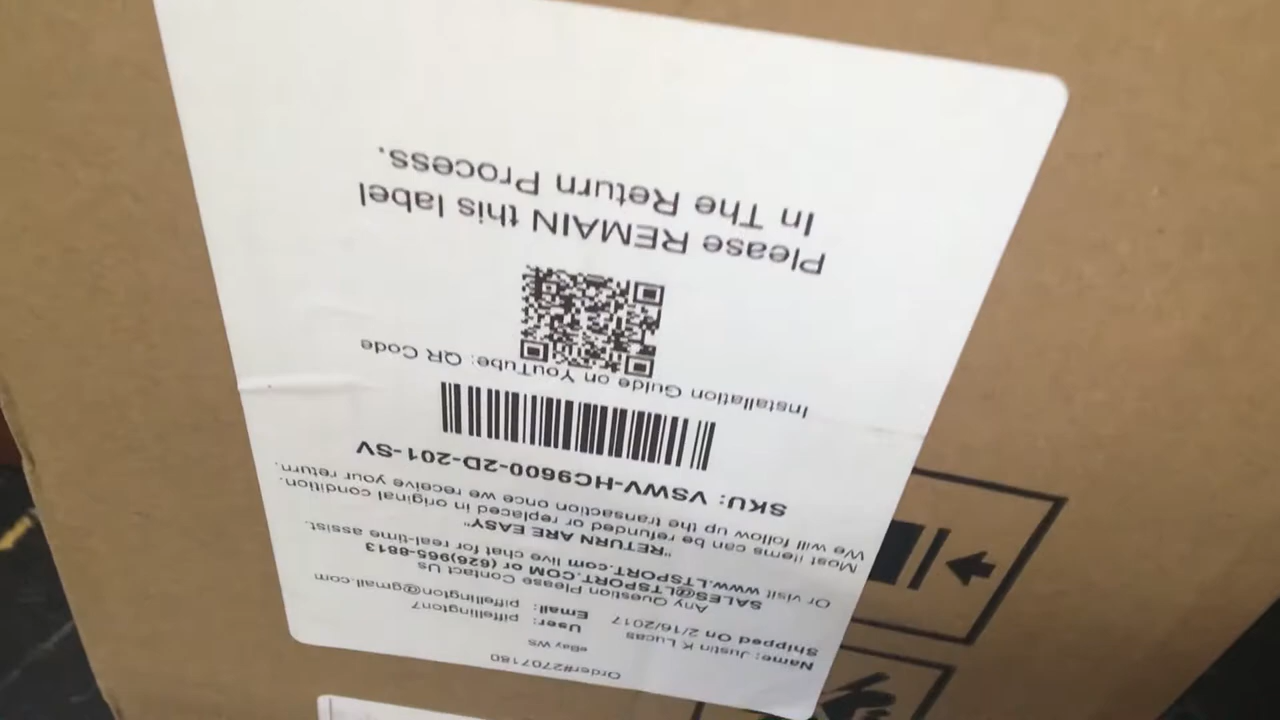 Order#2707180
eBay WS
Name: Justin K Lucas
User: piffellington7
Shipped On 2/16/2017
Email: piffellington@gmail.com
Any Question Please Contact Us
SALES@LTSPORT.COM or (626)965-8813
Or visit www.LTSPORT.com live chat for real-time assist.
"RETURN ARE EASY"
Most items can be refunded or replaced in original condition.
We will follow up the transaction once we receive your return.
SKU: VSWV-HC9600-2D-201-SV
Installation Guide on YouTube: QR Code
Please REMAIN this label
In The Return Process.